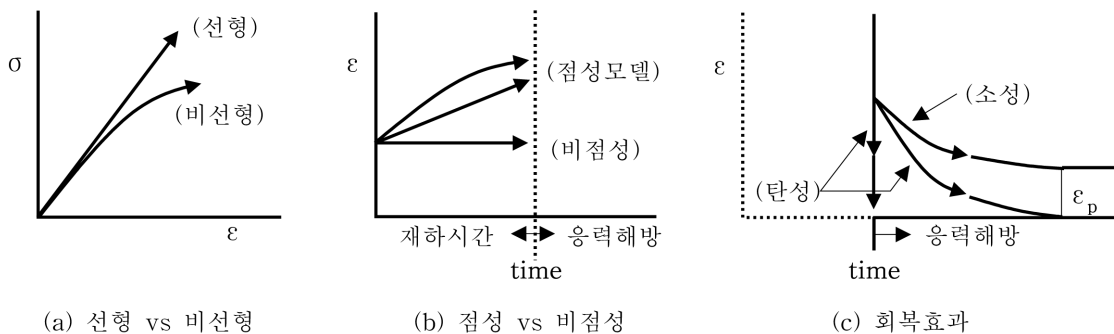 σ
(선형)
(비선형)
ε
(a) 선형 vs 비선형
ε
(점성모델)
(비점성)
재하시간
응력해방
time
(b) 점성 vs 비점성
ε
(소성)
(탄성)
εp
응력해방
time
(c) 회복효과